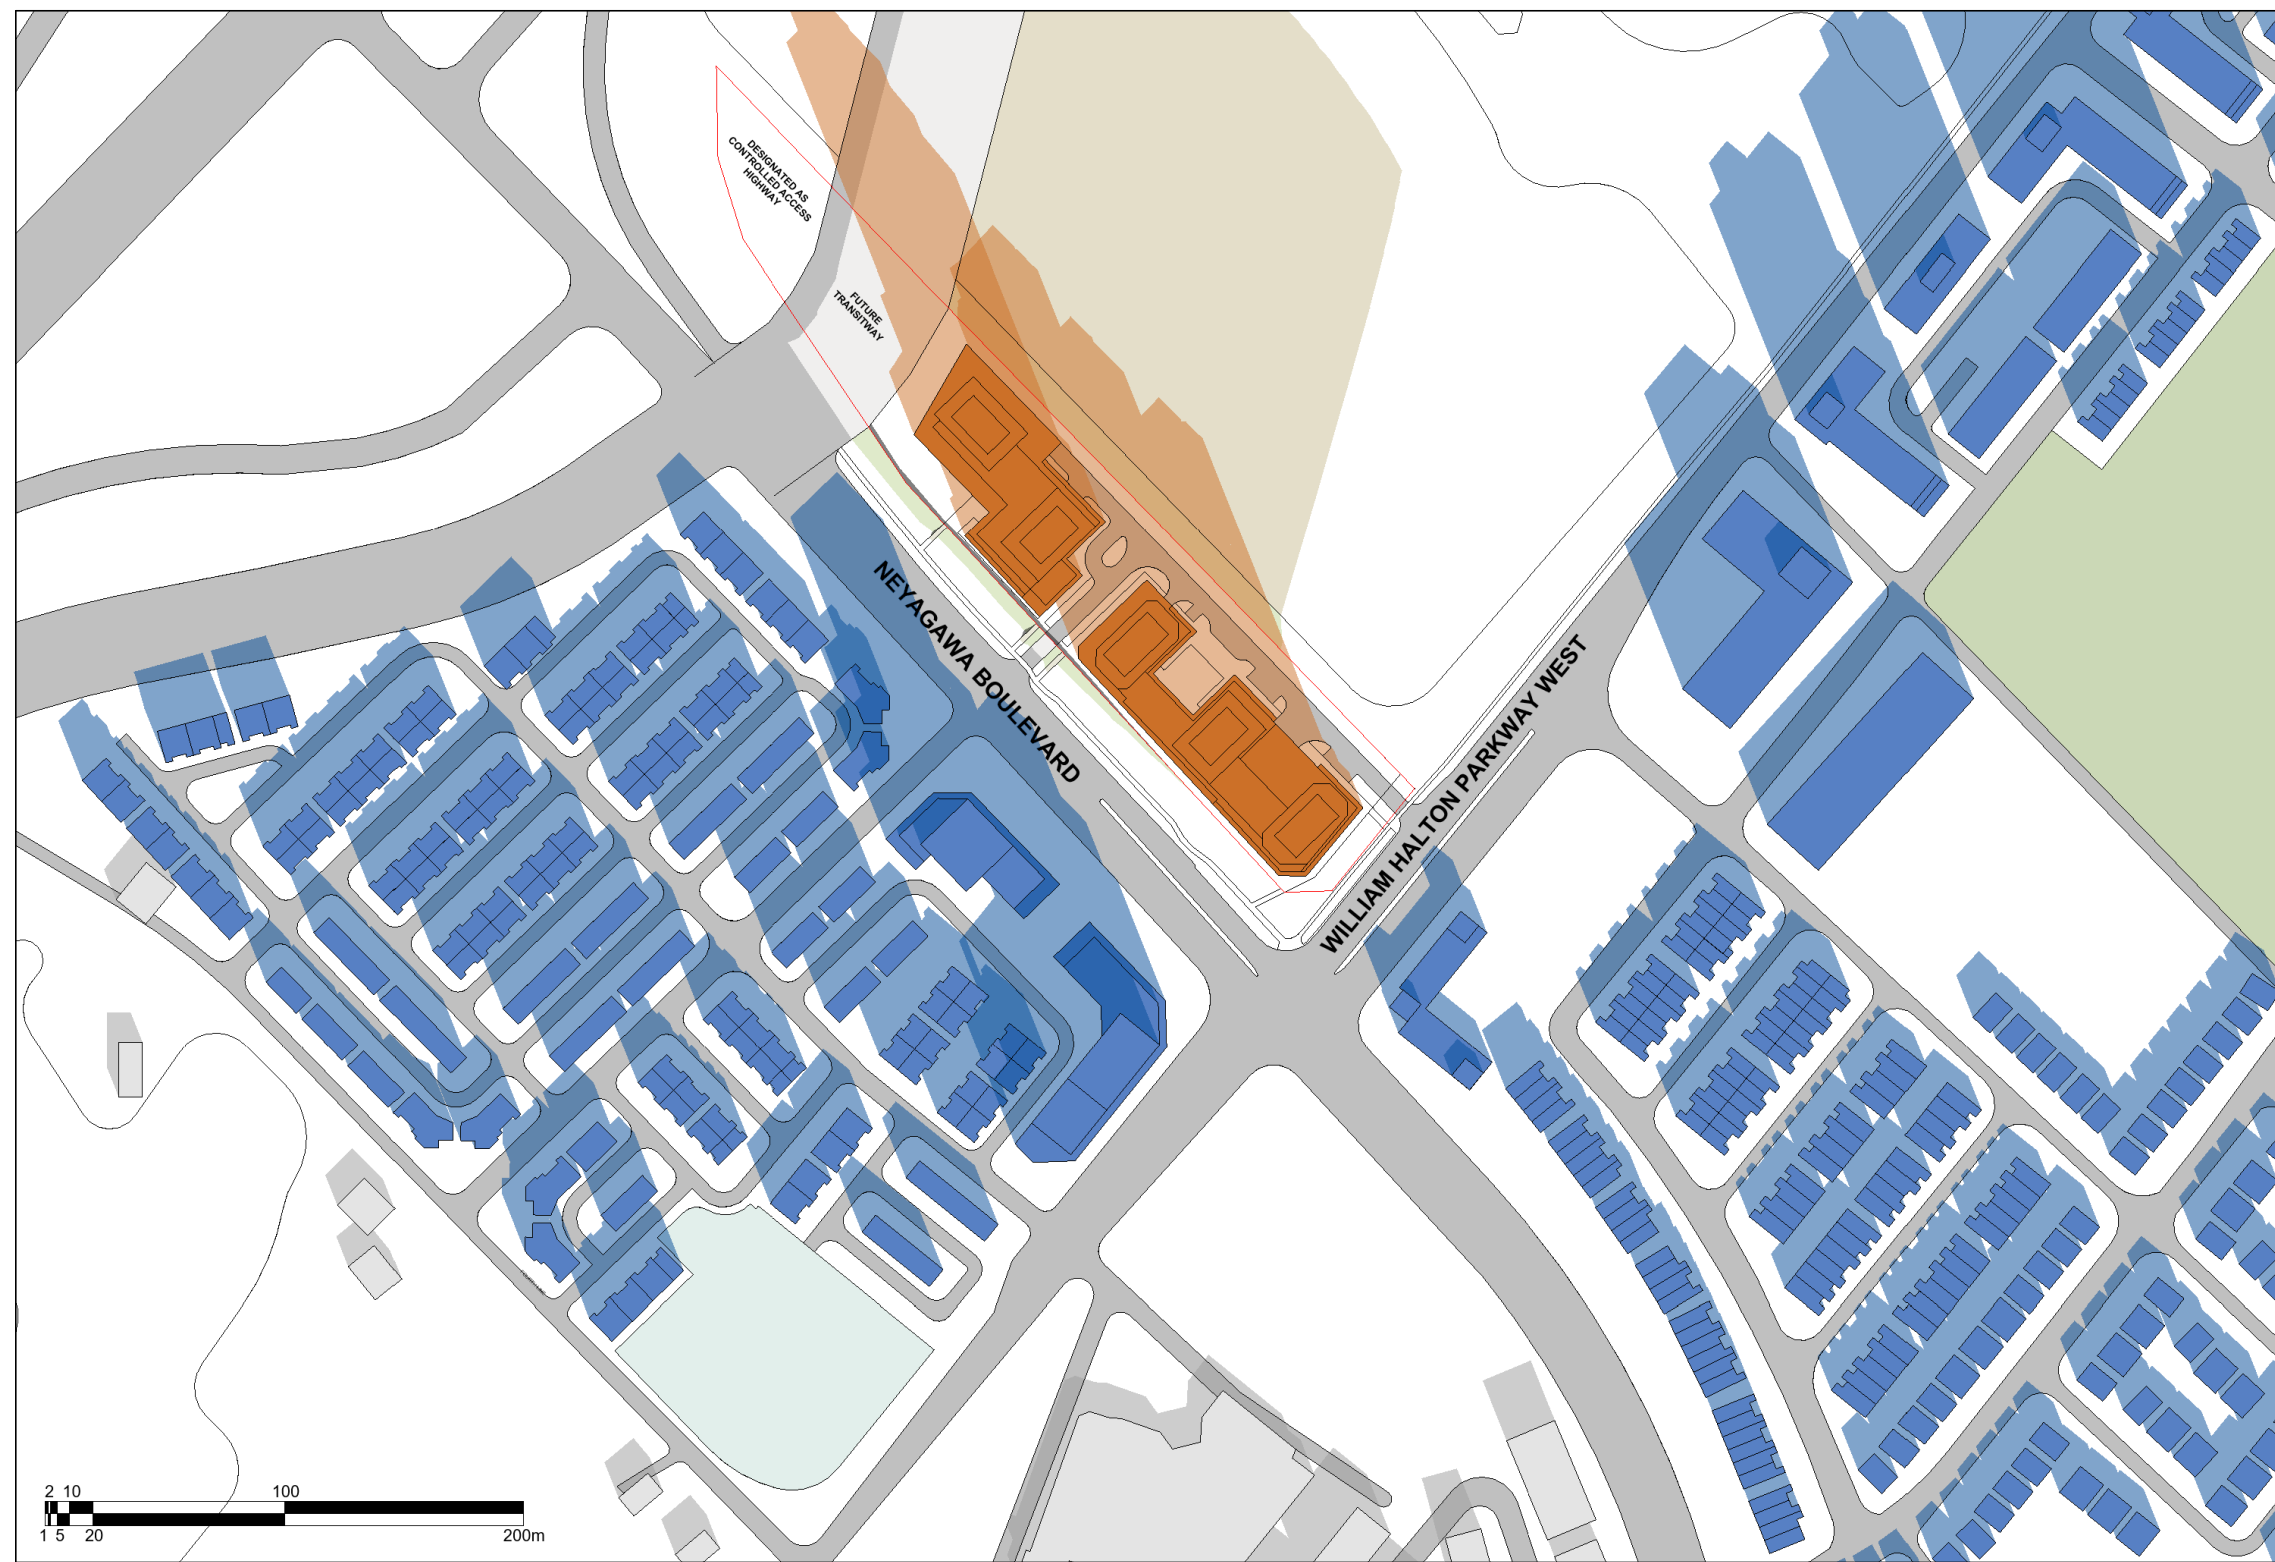 DESIGNATED AS
CONTROLLED ACCESS
HIGHWAY
FUTURE
TRANSITWAY
NEYAGAWA BOULEVARD
WILLIAM HALTON PARKWAY WEST
2 10 100
1 5 20 200m